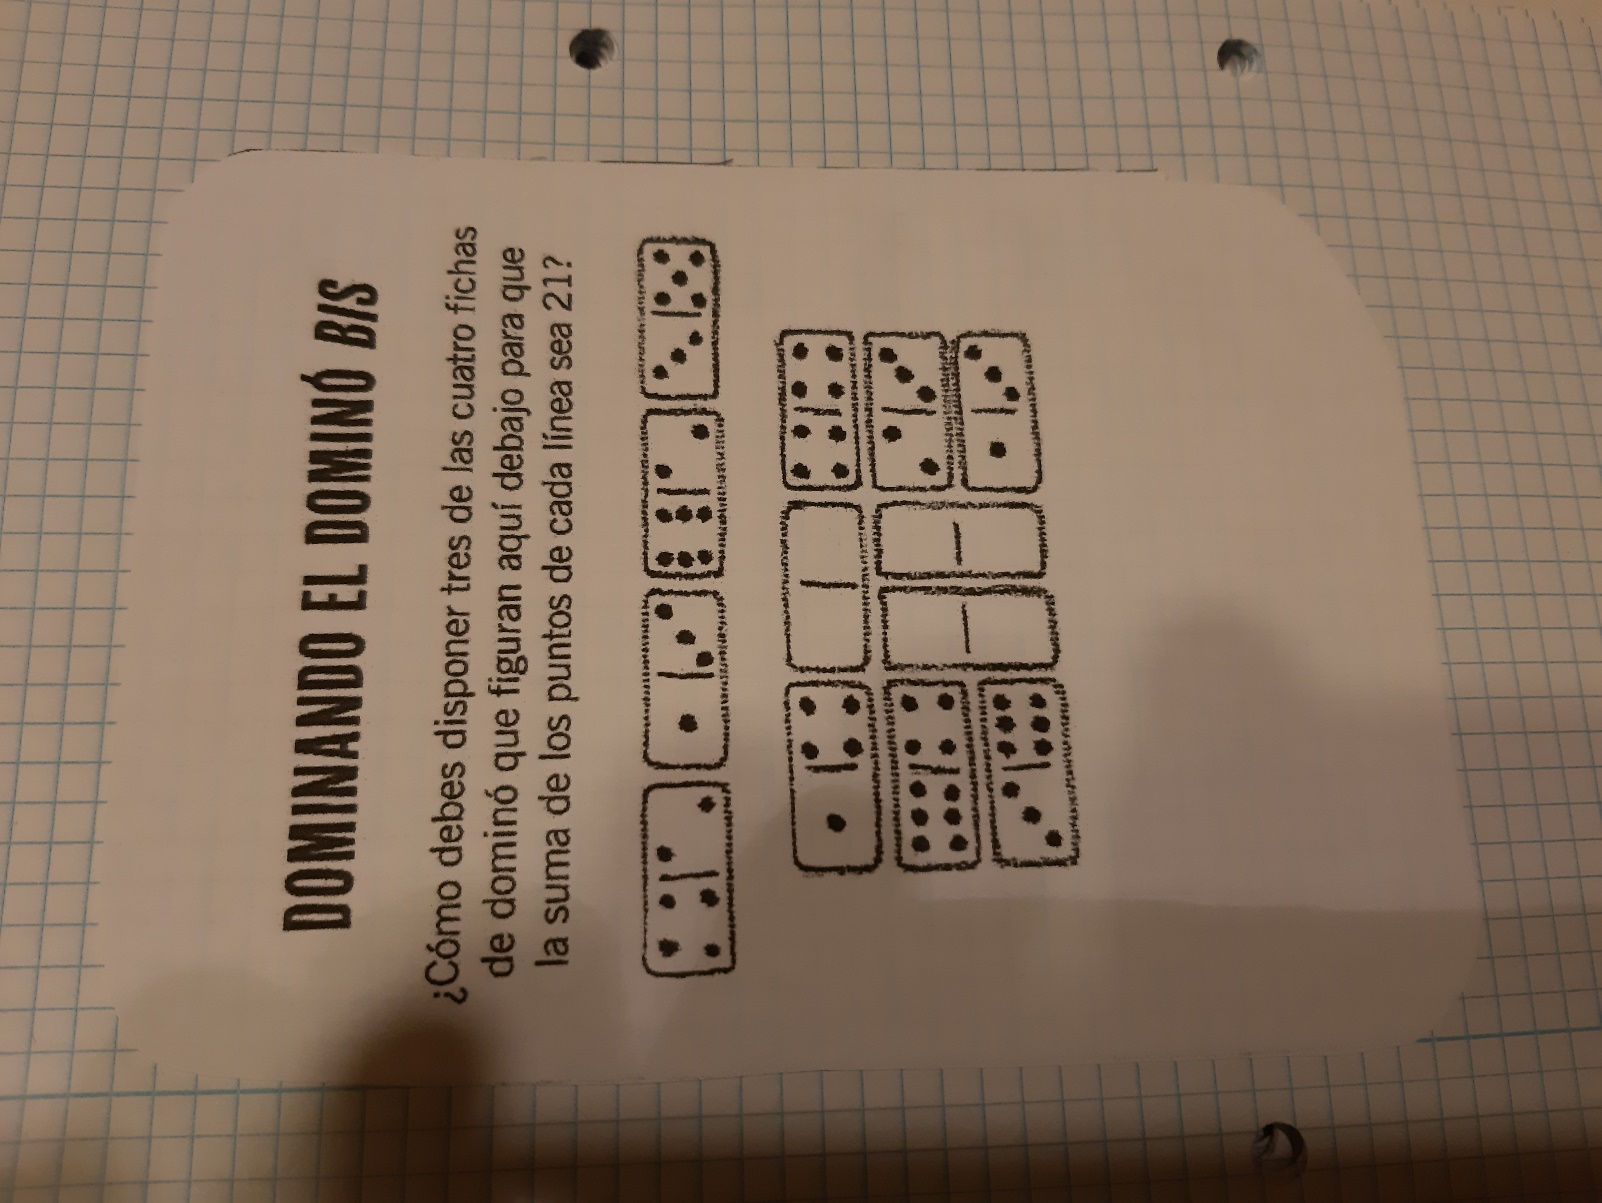 DOMINANDO EL DOMINÓ BIS
¿Cómo debes disponer tres de las cuatro fichas
de dominó que figuran aquí debajo para que
la suma de los puntos de cada línea sea 21?